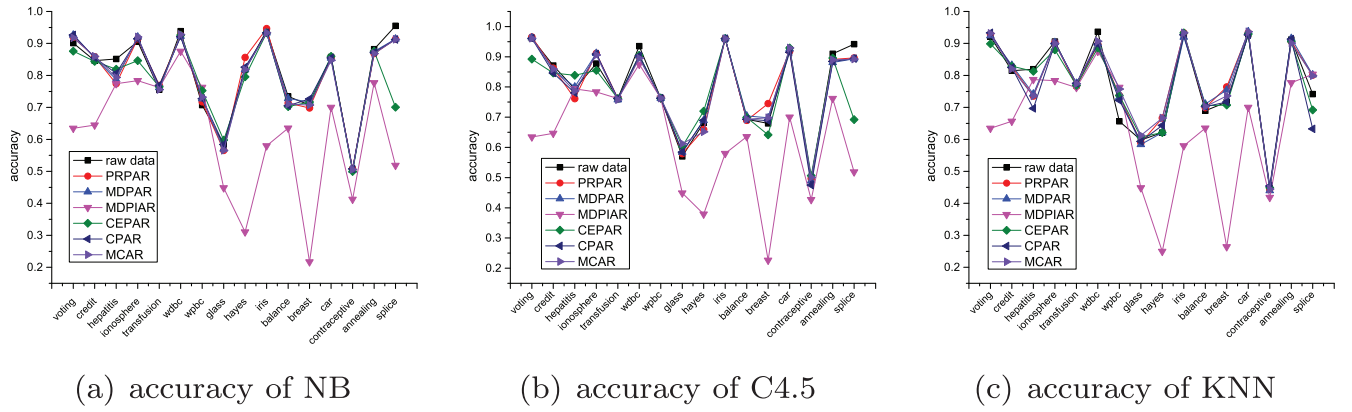 1.0
0.9
0.8
0.7
0.6
0.5
0.4
0.3
0.2
accuracy
raw data
PRPAR
MDPAR
MDPIAR
CEPAR
CPAR
MCAR
voting
credit
hepatitis
ionosphere
transfusion
wdbc
wpbc
glass
hayes
iris
balance
breast
car
contraceptive
annealing
splice
(a) accuracy of NB
1.0
0.9
0.8
0.7
0.6
0.5
0.4
0.3
0.2
accuracy
raw data
PRPAR
MDPAR
MDPIAR
CEPAR
CPAR
MCAR
voting
credit
hepatitis
ionosphere
transfusion
wdbc
wpbc
glass
hayes
iris
balance
breast
car
contraceptive
annealing
splice
(b) accuracy of C4.5
1.0
0.9
0.8
0.7
0.6
0.5
0.4
0.3
0.2
accuracy
raw data
PRPAR
MDPAR
MDPIAR
CEPAR
CPAR
MCAR
voting
credit
hepatitis
ionosphere
transfusion
wdbc
wpbc
glass
hayes
iris
balance
breast
car
contraceptive
annealing
splice
(c) accuracy of KNN